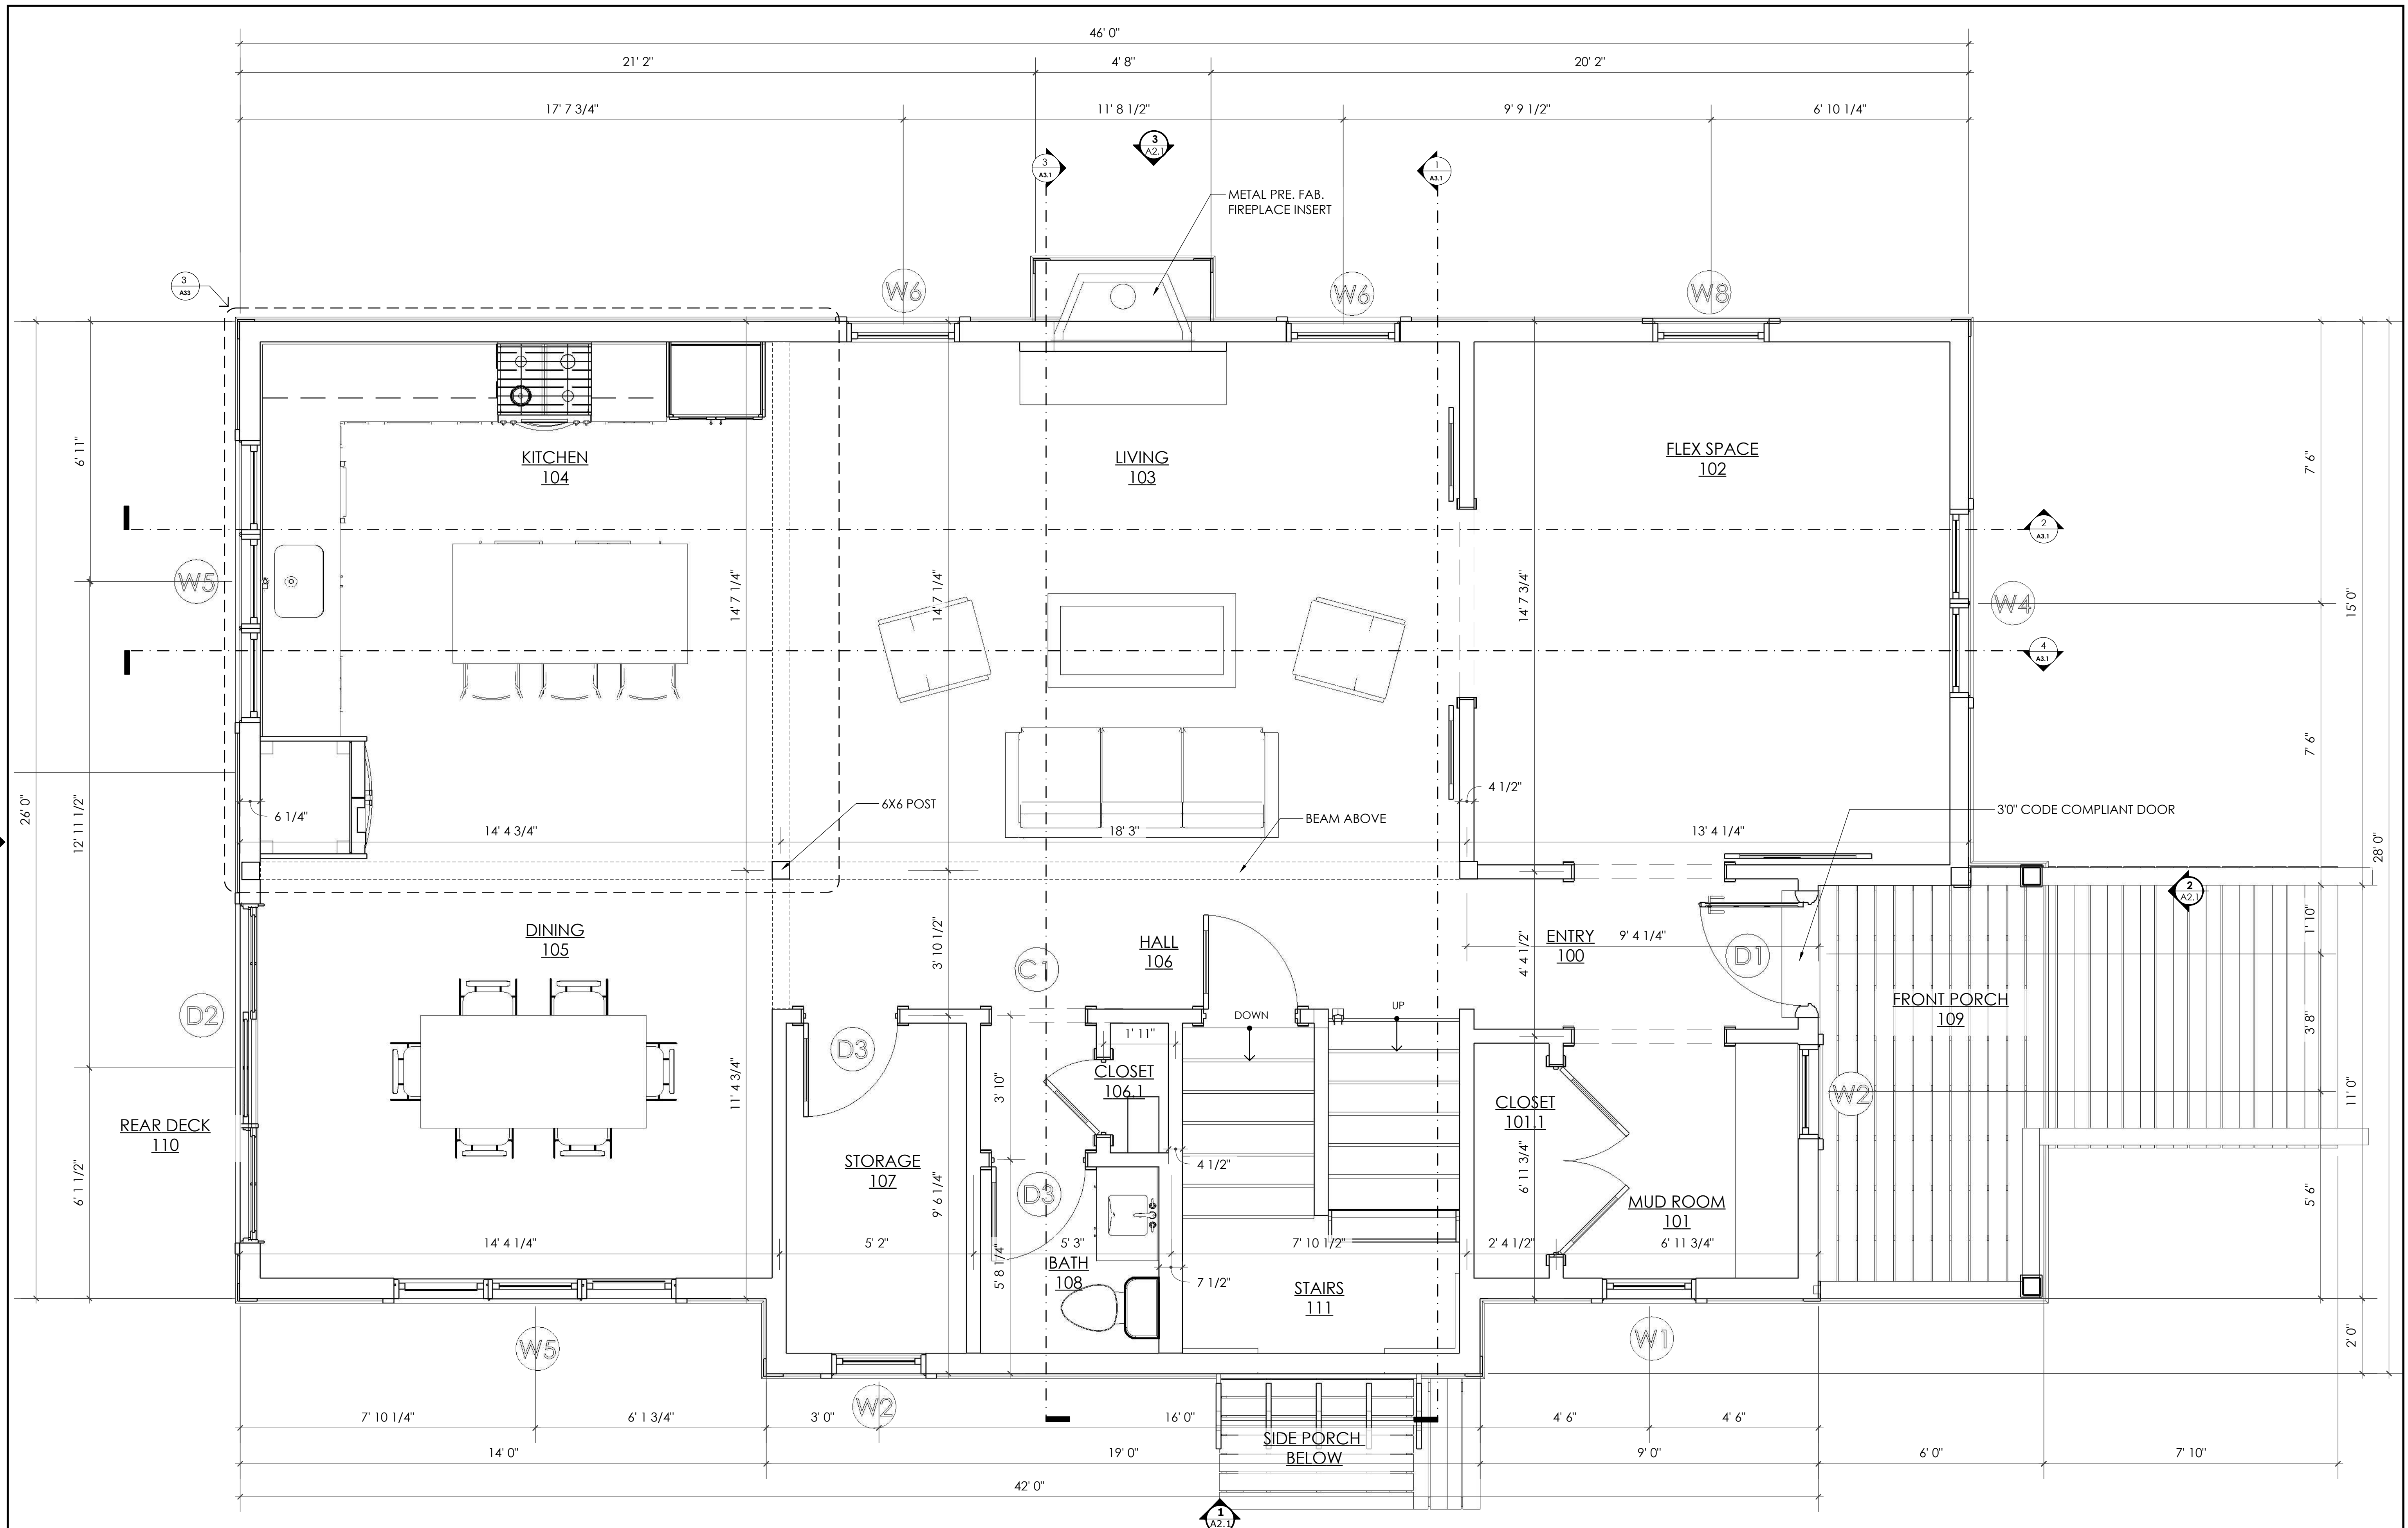 46' 0"
21' 2"
4' 8"
20' 2"
17' 7 3/4"
11' 8 1/2"
9' 9 1/2"
6' 10 1/4"
3
A2.1
3
A3.1
1
A3.1
METAL PRE. FAB.
FIREPLACE INSERT
3
A33
W6
W6
W8
6' 11"
KITCHEN
104
LIVING
103
FLEX SPACE
102
7' 6"
2
A3.1
W5
14' 7 1/4"
14' 7 1/4"
14' 7 3/4"
W4
15' 0"
4
A3.1
26' 0"
12' 11 1/2"
6 1/4"
6X6 POST
4 1/2"
7' 6"
3'0" CODE COMPLIANT DOOR
BEAM ABOVE
14' 4 3/4"
18' 3"
13' 4 1/4"
28' 0"
2
A2.1
DINING
105
3' 10 1/2"
HALL
106
4' 4 1/2"
ENTRY
100
9' 4 1/4"
D1
1' 10"
C1
FRONT PORCH
109
D2
DOWN
UP
3' 8"
D3
1' 11"
CLOSET
106.1
3' 10"
11' 4 3/4"
CLOSET
101.1
W2
11' 0"
REAR DECK
110
6' 1 1/2"
STORAGE
107
9' 6 1/4"
4 1/2"
D3
6' 11 3/4"
MUD ROOM
101
5' 6"
14' 4 1/4"
5' 2"
5' 3"
7' 10 1/2"
2' 4 1/2"
6' 11 3/4"
5' 8 1/4"
BATH
108
7 1/2"
STAIRS
111
W5
W1
2' 0"
W2
7' 10 1/4"
6' 1 3/4"
3' 0"
16' 0"
4' 6"
4' 6"
SIDE PORCH
BELOW
14' 0"
19' 0"
9' 0"
6' 0"
7' 10"
42' 0"
1
A2.1